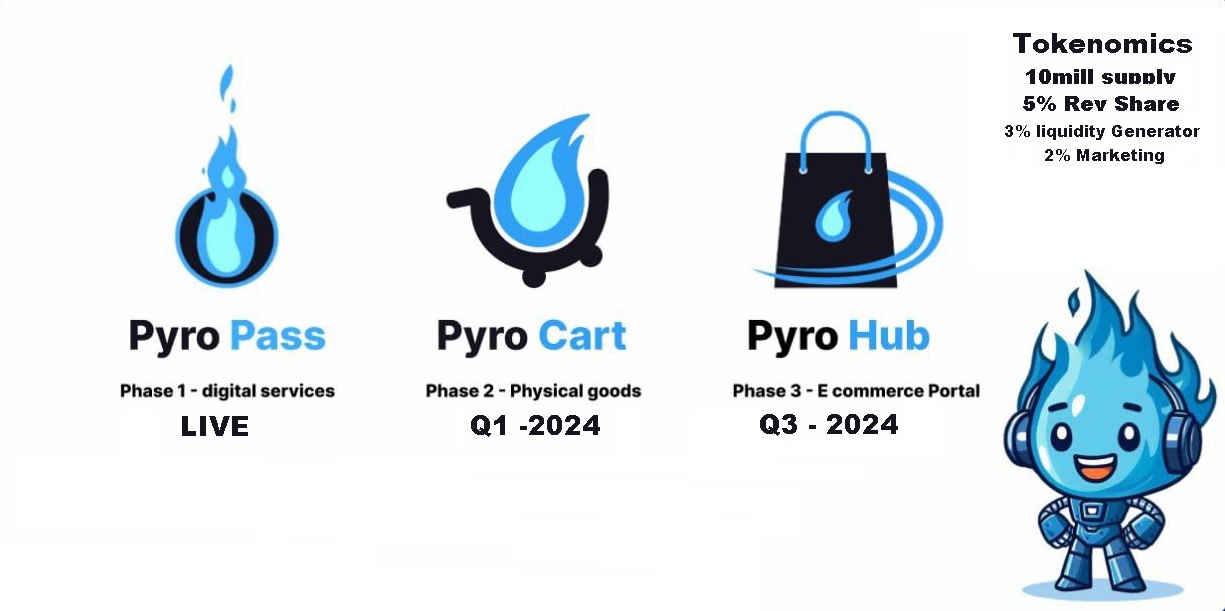 Tokenomics
10mill supply
5% Rev Share
3% liquidity Generator
2% Marketing
Pyro Pass
Phase 1 - digital services
LIVE
Pyro Cart
Phase 2 - Physical goods
Q1 -2024
Pyro Hub
Phase 3 - E commerce Portal
Q3 - 2024